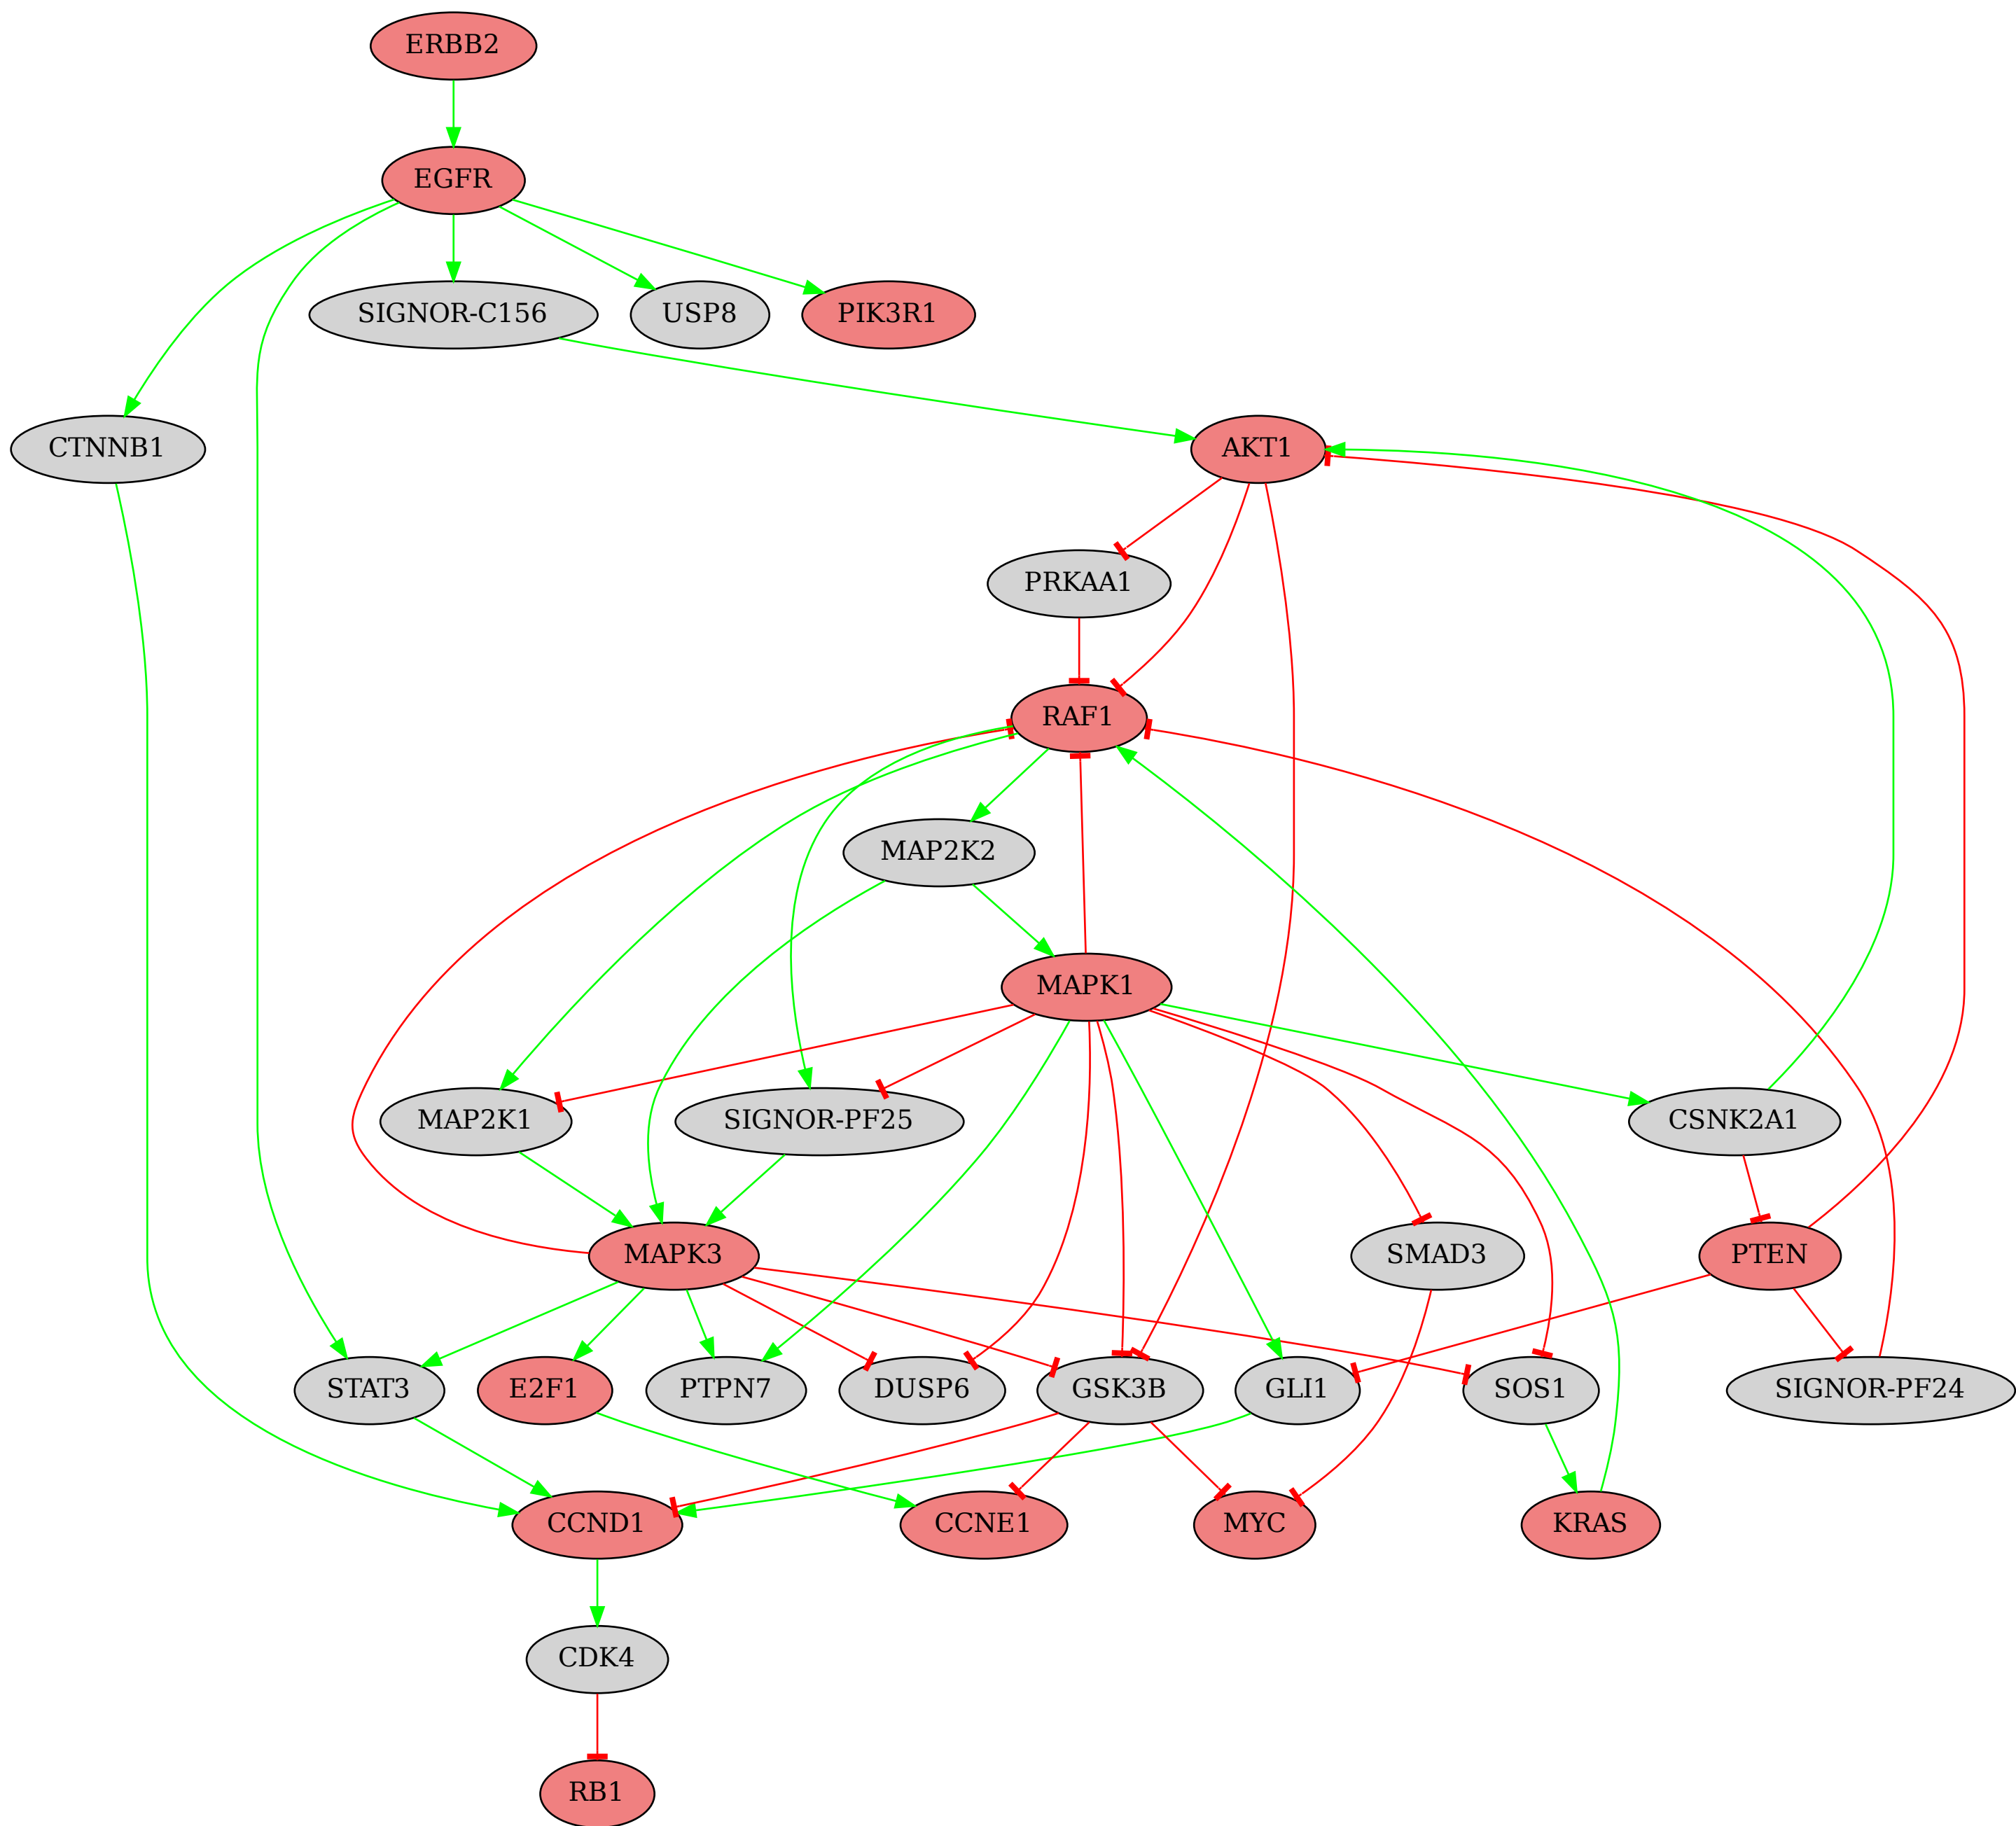 ERBB2
EGFR
SIGNOR-C156
USP8
PIK3R1
CTNNB1
AKT1
PRKAA1
RAF1
MAP2K2
MAPK1
MAP2K1
SIGNOR-PF25
CSNK2A1
MAPK3
SMAD3
PTEN
STAT3
E2F1
PTPN7
DUSP6
GSK3B
GLI1
SOS1
SIGNOR-PF24
CCND1
CCNE1
MYC
KRAS
CDK4
RB1